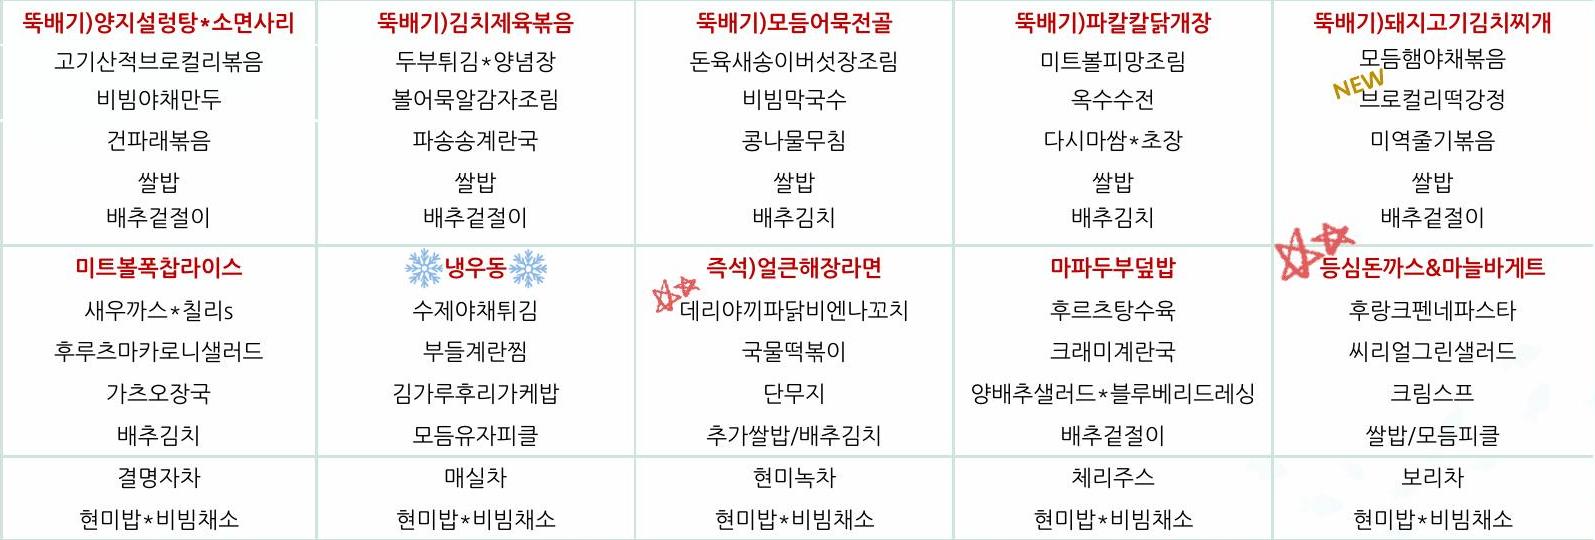 뚝배기)양지설렁탕*소면사리
고기산적브로컬리볶음
비빔야채만두
건파래볶음
쌀밥
배추겉절이
뚝배기)김치제육볶음
두부튀김*양념장
볼어묵알감자조림
파송송계란국
쌀밥
배추겉절이
뚝배기)모듬어묵전골
돈육새송이버섯장조림
비빔막국수
콩나물무침
쌀밥
배추김치
뚝배기)파칼칼닭개장
미트볼피망조림
옥수수전
다시마쌈*초장
쌀밥
배추김치
뚝배기)돼지고기김치찌개
모듬햄야채볶음
NEW
브로컬리떡강정
미역줄기볶음
쌀밥
배추겉절이
미트볼폭찹라이스
새우까스*칠리s
후루츠마카로니샐러드
가츠오장국
배추김치
냉우동
수제야채튀김
부들계란찜
김가루후리가케밥
모듬유자피클
즉석)얼큰해장라면
데리야끼파닭비엔나꼬치
국물떡볶이
단무지
추가쌀밥/배추김치
마파두부덮밥
후르츠탕수육
크래미계란국
양배추샐러드*블루베리드레싱
배추겉절이
등심돈까스&마늘바게트
후랑크펜네파스타
씨리얼그린샐러드
크림스프
쌀밥/모듬피클
결명자차
현미밥*비빔채소
매실차
현미밥*비빔채소
현미녹차
현미밥*비빔채소
체리주스
현미밥*비빔채소
보리차
현미밥*비빔채소